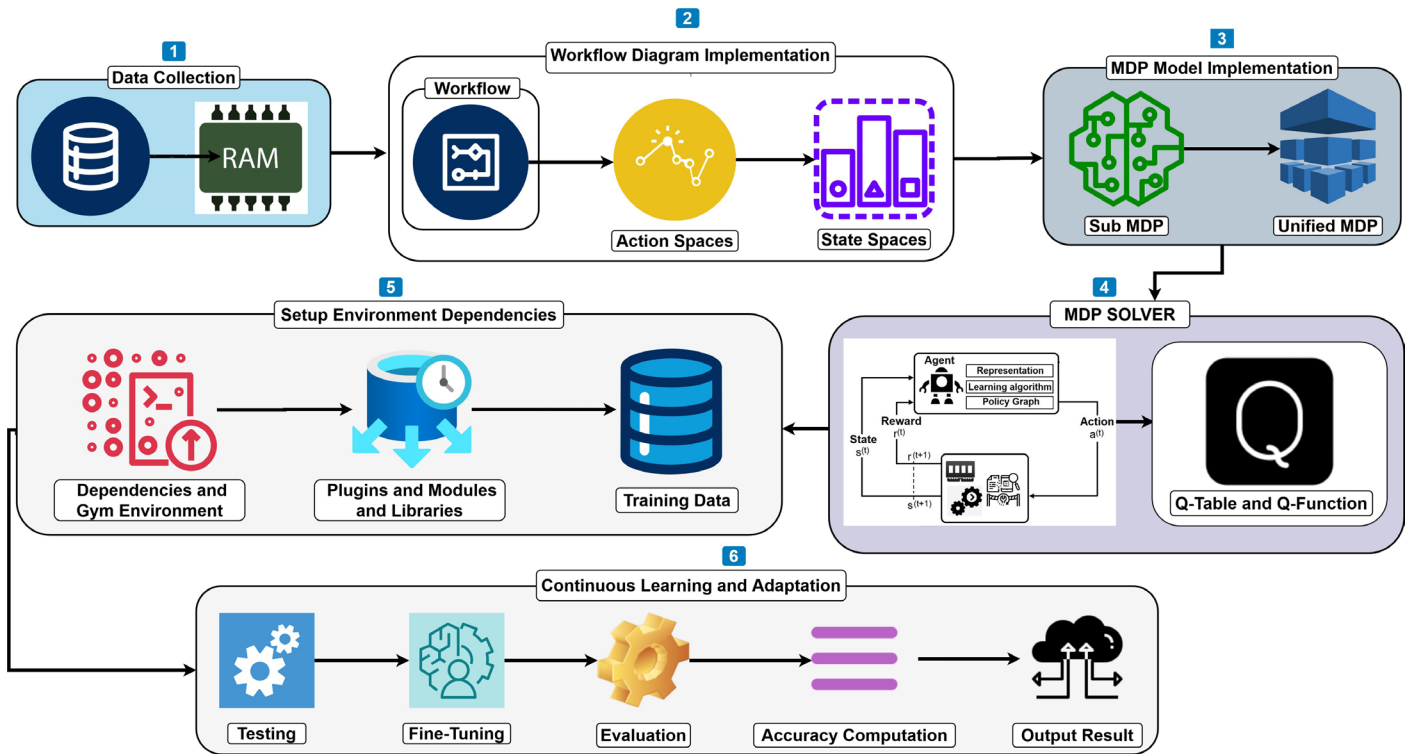 1
Data Collection
RAM
2
Workflow Diagram Implementation
Workflow
Action Spaces
State Spaces
3
MDP Model Implementation
Sub MDP
Unified MDP
4
MDP SOLVER
Agent
Representation
Learning algorithm
Policy Graph
Reward
r(t)
State
s(t)
Action
a(t)
r(t+1)
s(t+1)
Q
Q-Table and Q-Function
5
Setup Environment Dependencies
Dependencies and
Gym Environment
Plugins and Modules
and Libraries
Training Data
6
Continuous Learning and Adaptation
Testing
Fine-Tuning
Evaluation
Accuracy Computation
Output Result